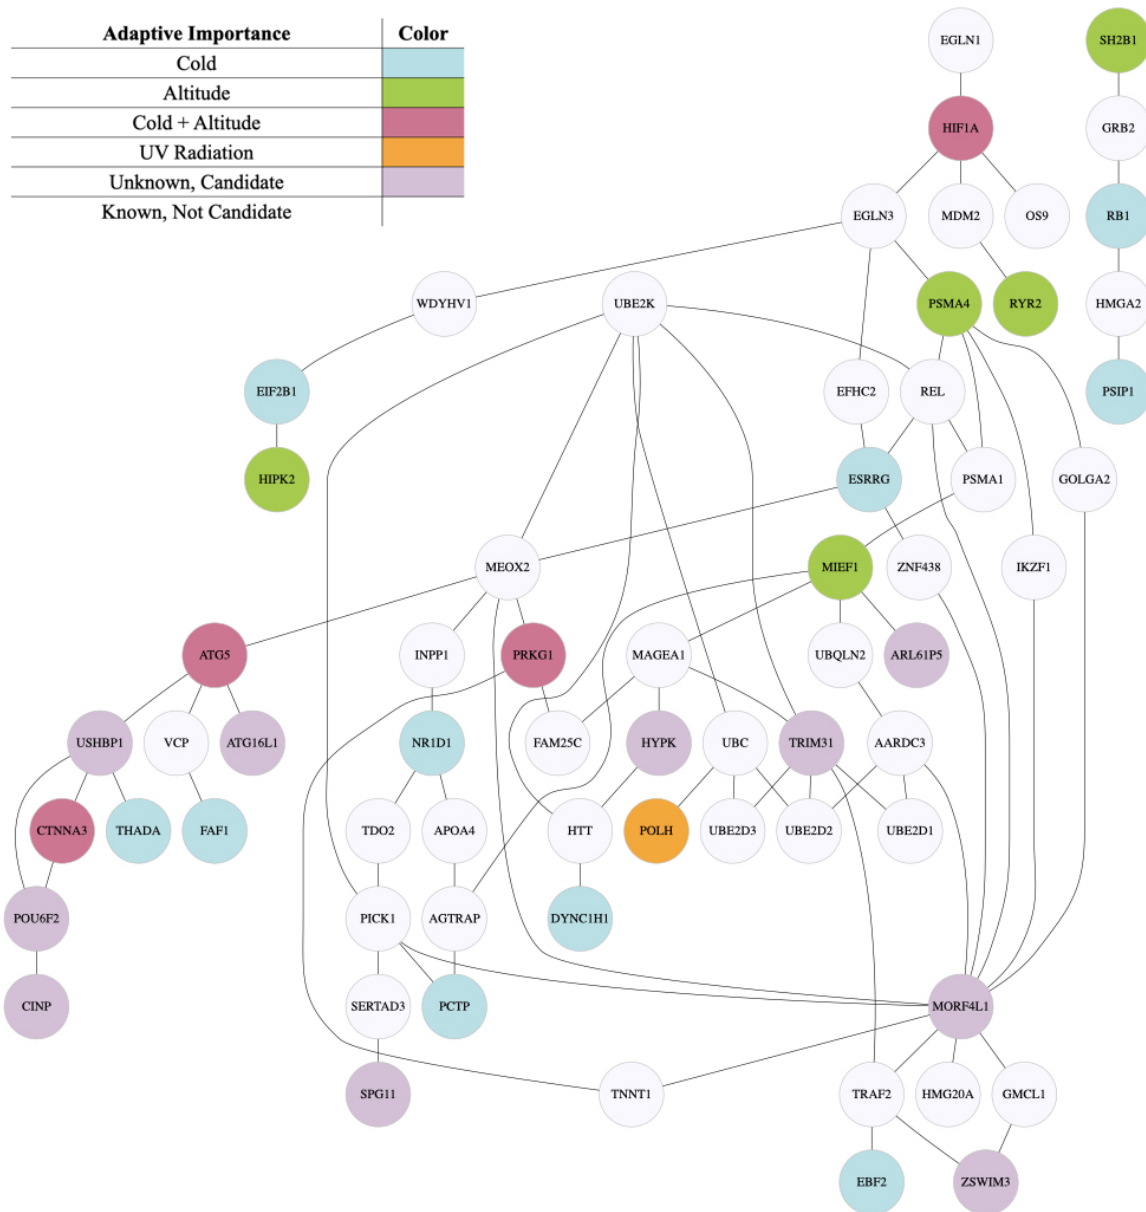 Adaptive Importance Color
Cold
Altitude
Cold + Altitude
UV Radiation
Unknown, Candidate
Known, Not Candidate
EGLN1 SH2B1
HIF1A GRB2
EGLN3 MDM2 OS9 RB1
WDYHV1 UBE2K PSMA4 RYR2 HMGA2
EIF2B1 EFHC2 REL PSIP1
HIPK2 ESRRG PSMA1 GOLGA2
MEOX2 MIEF1 ZNF438 IKZF1
ATG5 INPP1 PRKG1 MAGEA1 UBQLN2 ARL61P5
USHBP1 VCP ATG16L1 NR1D1 FAM25C HYPK UBC TRIM31 AARDC3
CTNNA3 THADA FAF1 TDO2 APOA4 HTT POLH UBE2D3 UBE2D2 UBE2D1
POU6F2 PICK1 AGTRAP DYNC1H1
CINP SERTAD3 PCTP MORF4L1
SPG11 TNNT1 TRAF2 HMG20A GMCL1
EBF2 ZSWIM3